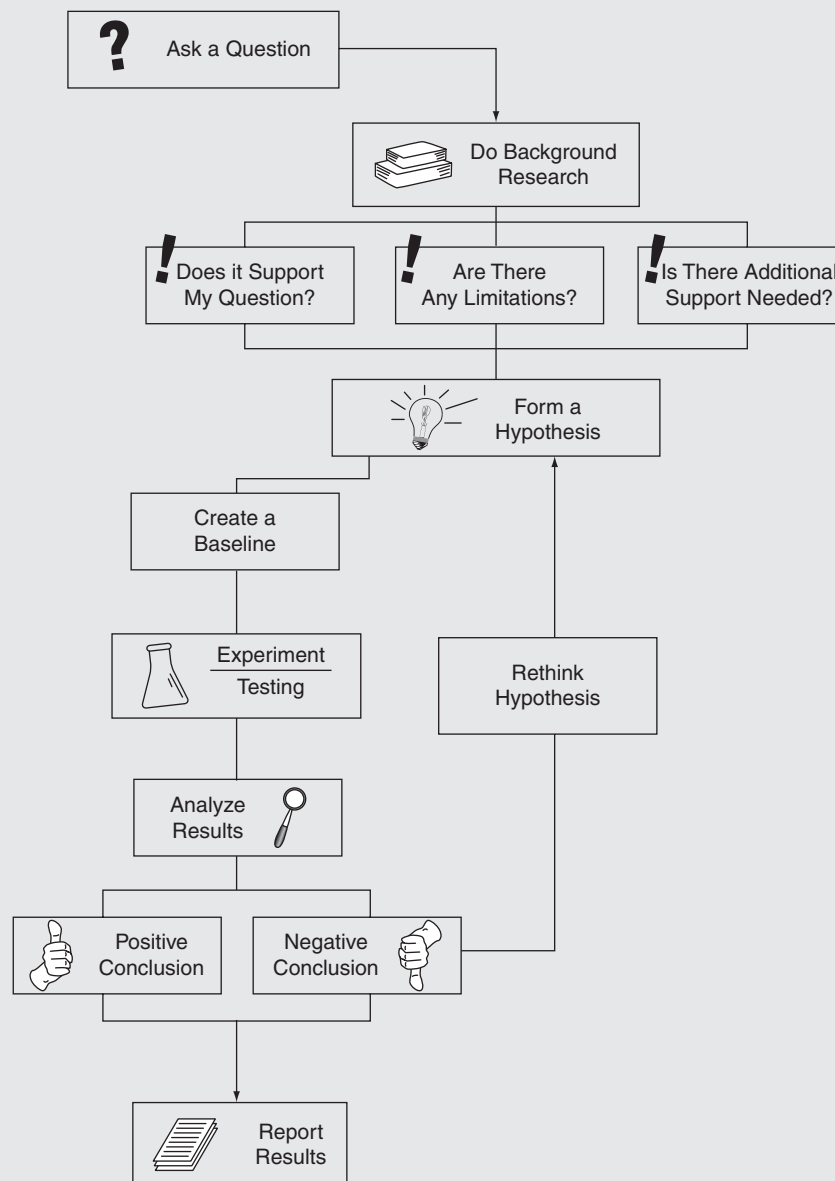 Ask a Question
Do Background
Research
Does it Support
My Question?
Are There
Any Limitations?
Is There Additional
Support Needed?
Form a
Hypothesis
Create a
Baseline
Experiment
Testing
Rethink
Hypothesis
Analyze
Results
Positive
Conclusion
Negative
Conclusion
Report
Results